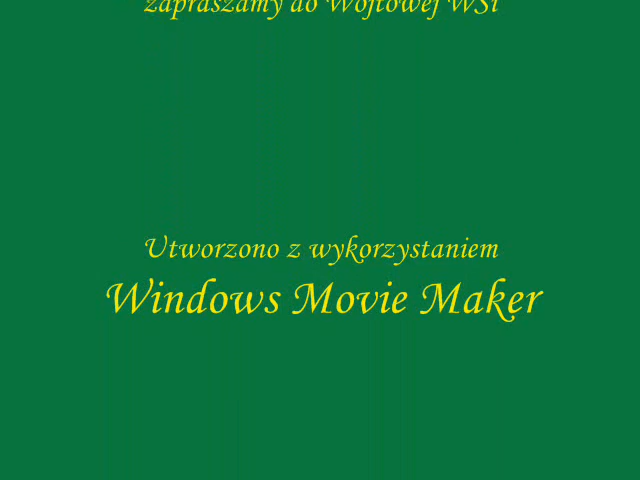 zapraszamy do Wójtowej WSi
Utworzono z wykorzystaniem
Windows Movie Maker